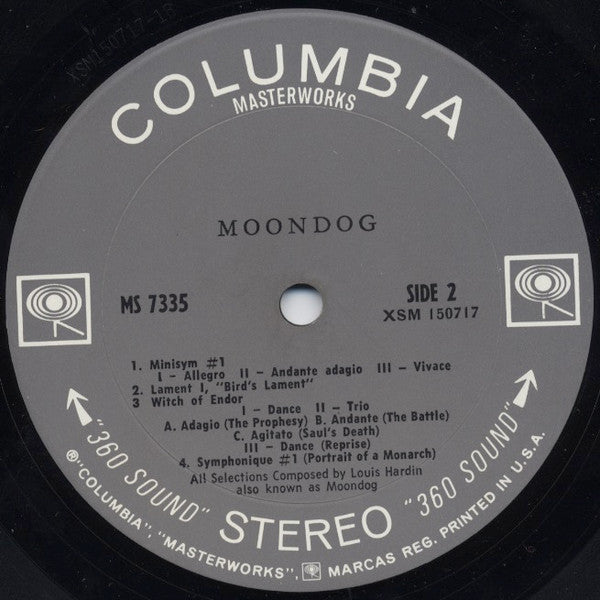 XSM150717-1B
COLUMBIA
MASTERWORKS
MOONDOG
MS 7335
SIDE 2
XSM 150717
1. Minisym #1
I - Allegro II - Andante adagio III - Vivace
2. Lament I, "Bird's Lament"
3 Witch of Endor
I - Dance II - Trio
A. Adagio (The Prophesy) B. Andante (The Battle)
C. Agitato (Saul's Death)
III - Dance (Reprise)
4. Symphonique #1 (Portrait of a Monarch)
All Selections Composed by Louis Hardin
also known as Moondog
"360 SOUND" STEREO "360 SOUND"
®"COLUMBIA", "MASTERWORKS", MARCAS REG. PRINTED IN U.S.A.